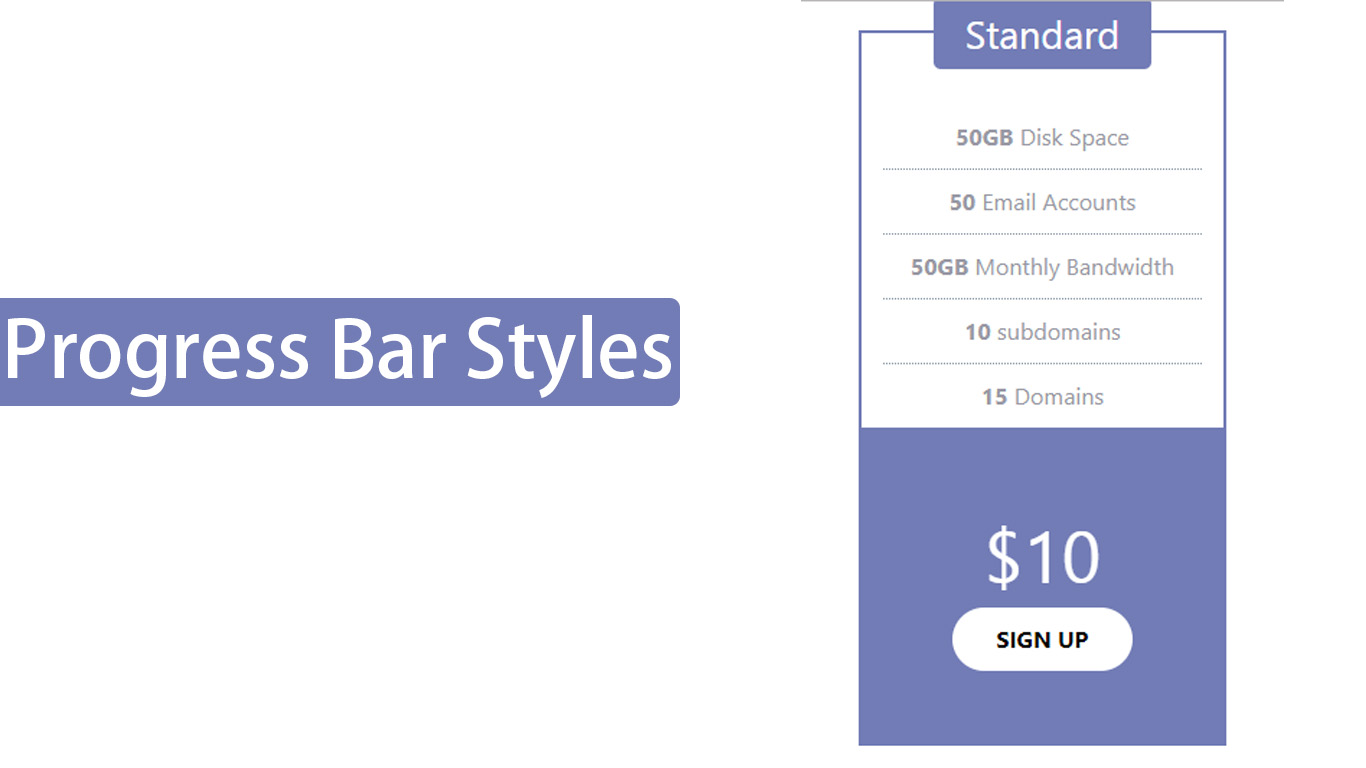 Progress Bar Styles
Standard
50GB Disk Space
50 Email Accounts
50GB Monthly Bandwidth
10 subdomains
15 Domains
$10
SIGN UP